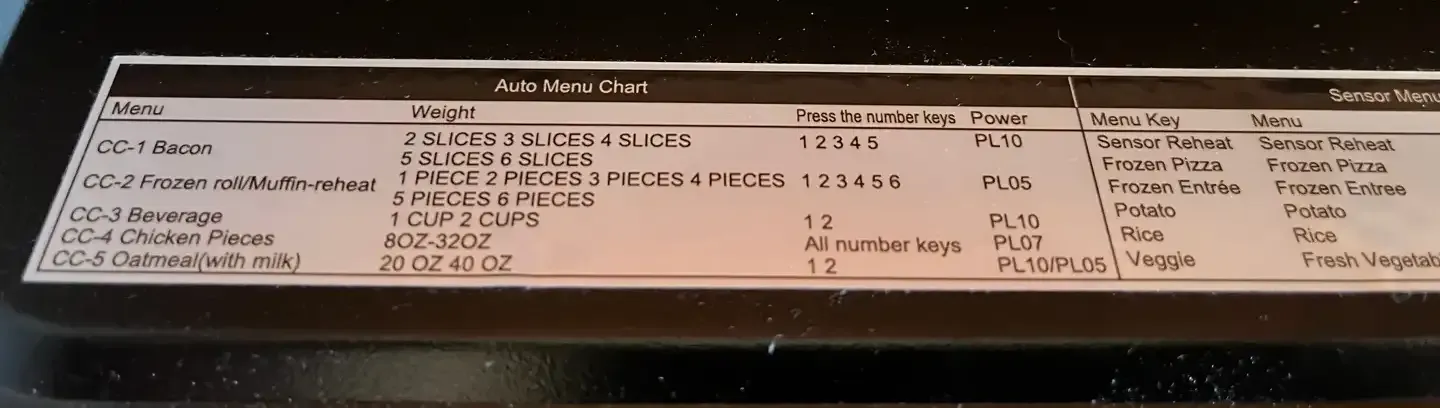 Auto Menu Chart Sensor Menu
Menu Weight Press the number keys Power Menu Key Menu
CC-1 Bacon 2 SLICES 3 SLICES 4 SLICES 1 2 3 4 5 PL10 Sensor Reheat Sensor Reheat
5 SLICES 6 SLICES Frozen Pizza Frozen Pizza
CC-2 Frozen roll/Muffin-reheat 1 PIECE 2 PIECES 3 PIECES 4 PIECES 1 2 3 4 5 6 PL05 Frozen Entrée Frozen Entree
5 PIECES 6 PIECES Potato Potato
CC-3 Beverage 1 CUP 2 CUPS 1 2 PL10 Rice Rice
CC-4 Chicken Pieces 8OZ-32OZ All number keys PL07 Veggie Fresh Vegetab
CC-5 Oatmeal(with milk) 20 OZ 40 OZ 1 2 PL10/PL05